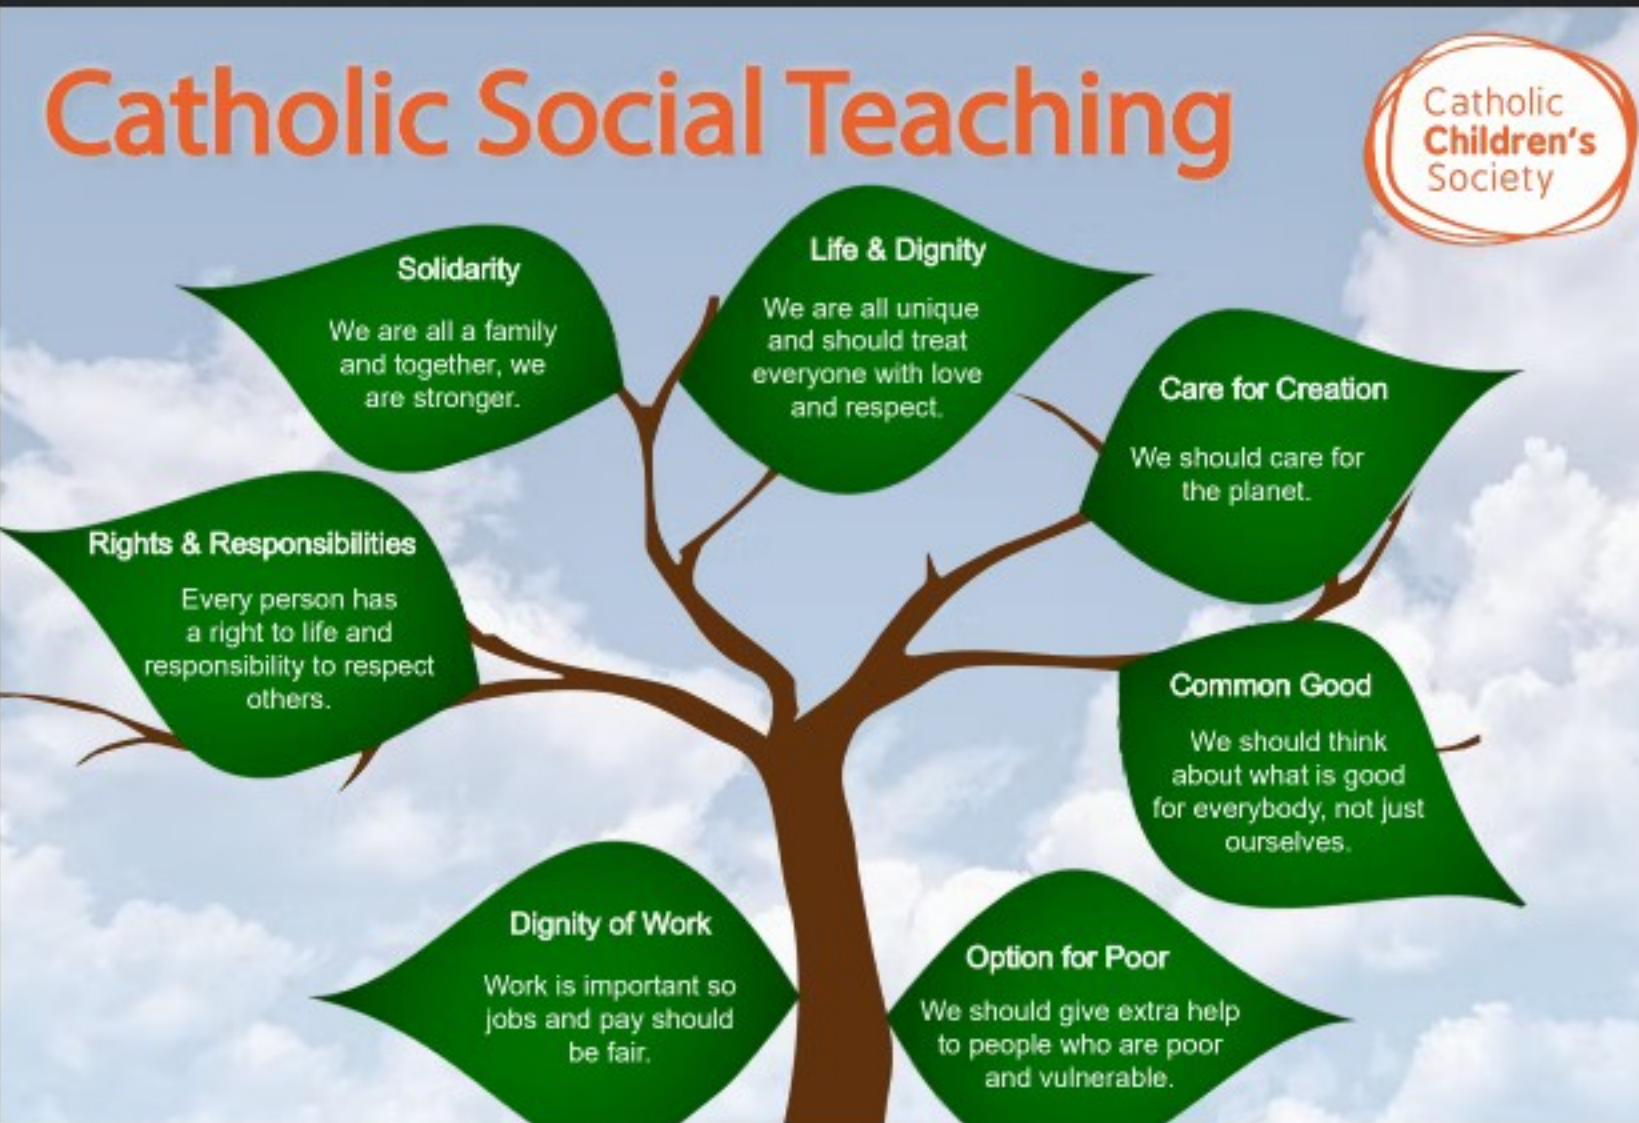 Catholic Social Teaching
Catholic
Children's
Society
Solidarity
We are all a family
and together, we
are stronger.
Life & Dignity
We are all unique
and should treat
everyone with love
and respect.
Care for Creation
We should care for
the planet.
Rights & Responsibilities
Every person has
a right to life and
responsibility to respect
others.
Common Good
We should think
about what is good
for everybody, not just
ourselves.
Dignity of Work
Work is important so
jobs and pay should
be fair.
Option for Poor
We should give extra help
to people who are poor
and vulnerable.